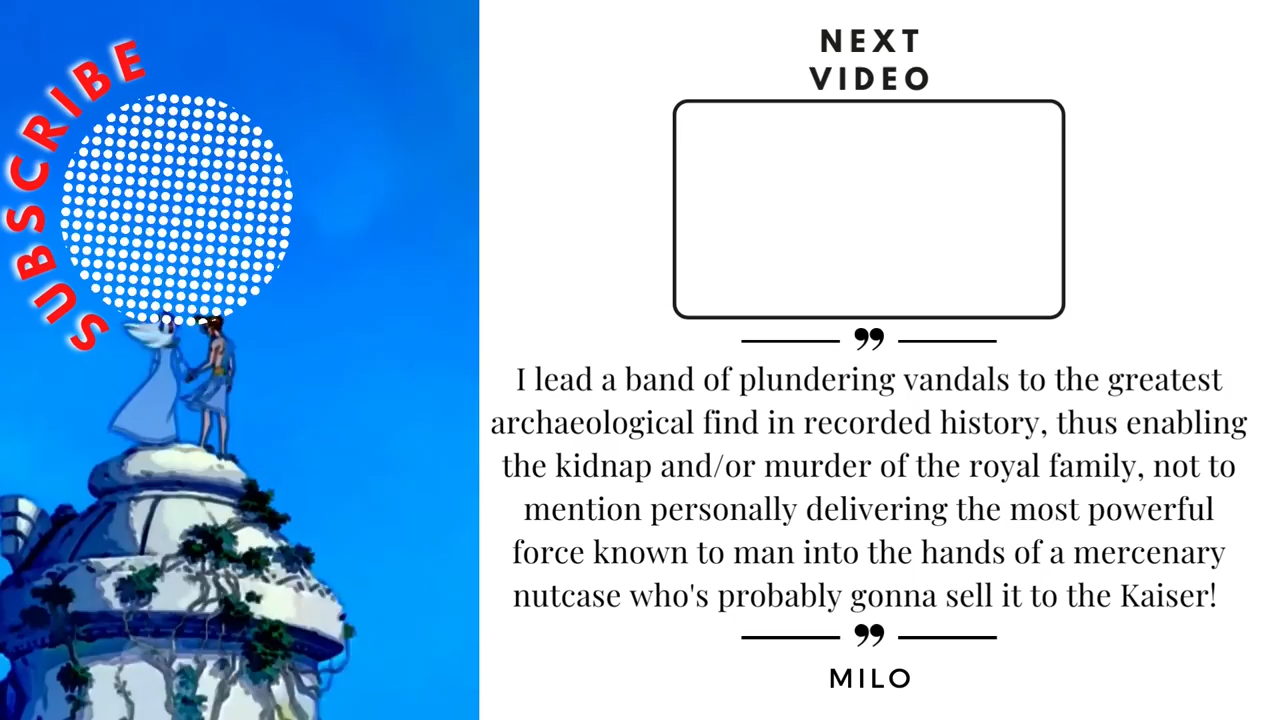 SUBSCRIBE
NEXT
VIDEO
”
I lead a band of plundering vandals to the greatest
archaeological find in recorded history, thus enabling
the kidnap and/or murder of the royal family, not to
mention personally delivering the most powerful
force known to man into the hands of a mercenary
nutcase who's probably gonna sell it to the Kaiser!
”
MILO